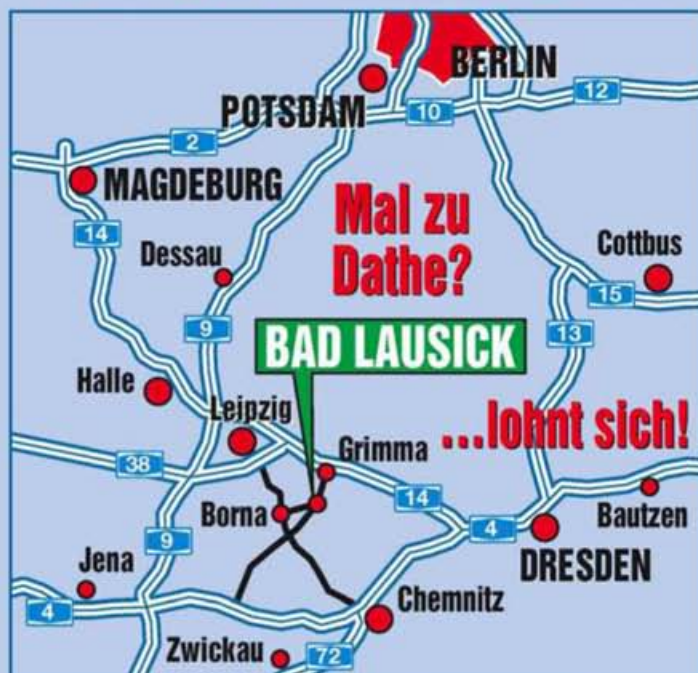 BERLIN
POTSDAM
12
10
2
MAGDEBURG
Mal zu
Dathe?
14
Dessau
Cottbus
15
9
13
BAD LAUSICK
Halle
Leipzig
...lohnt sich!
Grimma
38
14
Borna
4
Bautzen
9
DRESDEN
Jena
4
Chemnitz
Zwickau
72